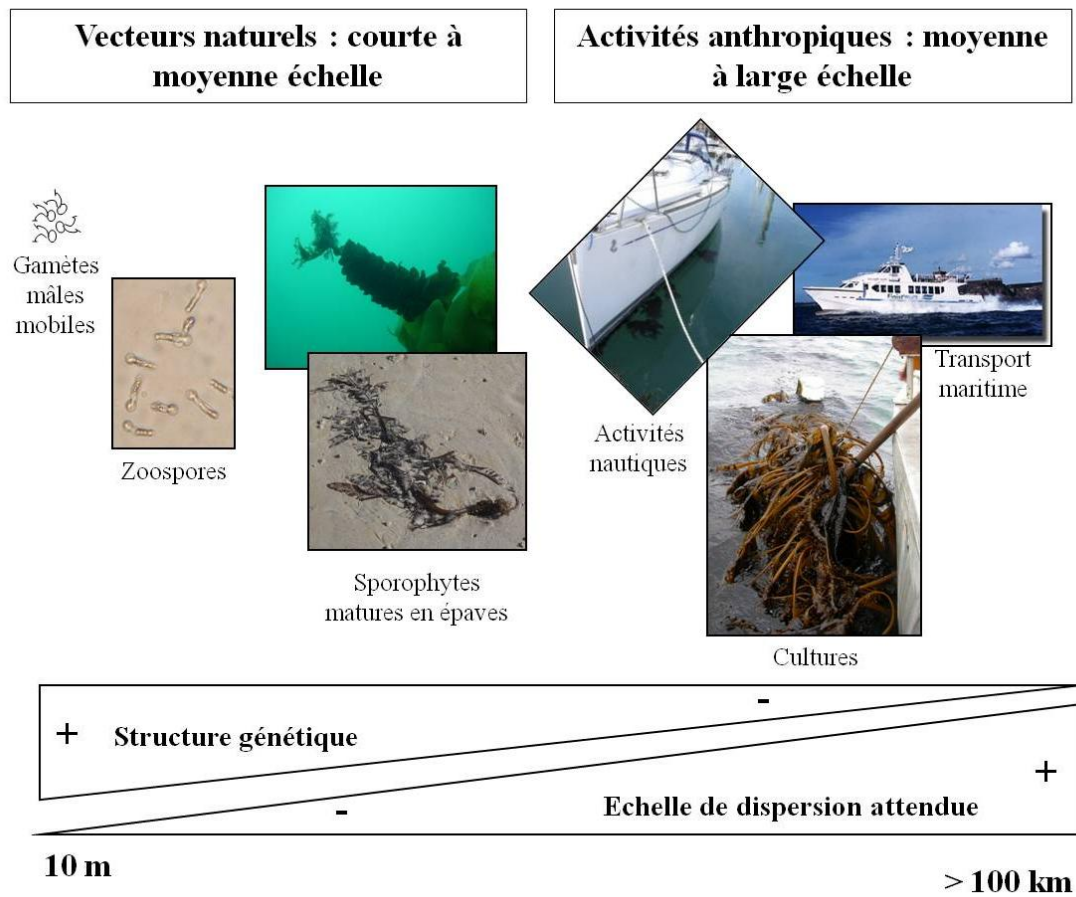 Vecteurs naturels : courte à
moyenne échelle
Activités anthropiques : moyenne
à large échelle
Gamètes
mâles
mobiles
Zoospores
Sporophytes
matures en épaves
Activités
nautiques
Transport
maritime
Cultures
+
Structure génétique
-
-
Echelle de dispersion attendue
+
10 m
> 100 km